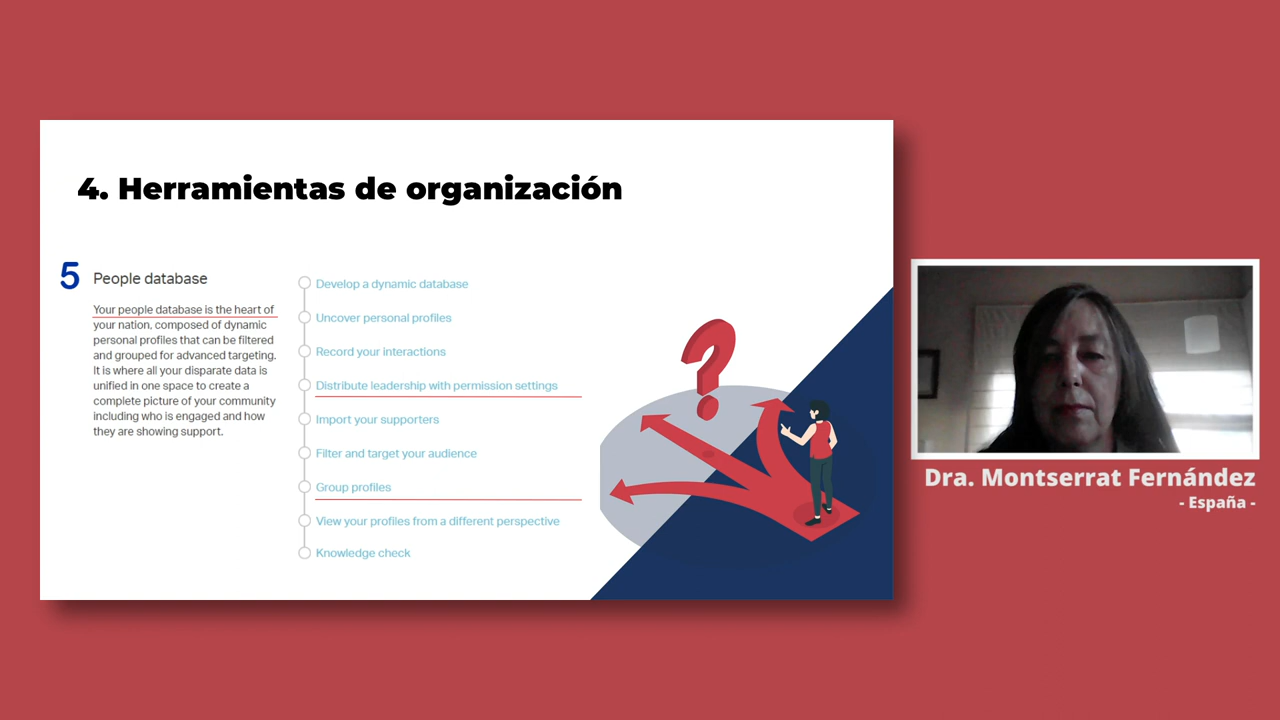 4. Herramientas de organización
5
People database
Your people database is the heart of
your nation, composed of dynamic
personal profiles that can be filtered
and grouped for advanced targeting.
It is where all your disparate data is
unified in one space to create a
complete picture of your community
including who is engaged and how
they are showing support.
Develop a dynamic database
Uncover personal profiles
Record your interactions
Distribute leadership with permission settings
Import your supporters
Filter and target your audience
Group profiles
View your profiles from a different perspective
Knowledge check
?
Dra. Montserrat Fernández
- España -